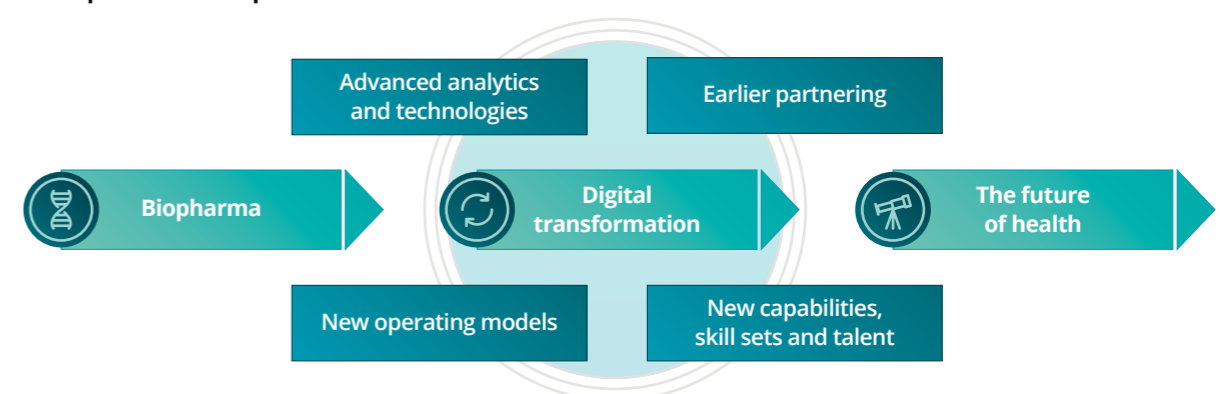 Advanced analytics
and technologies
Earlier partnering
Biopharma
Digital
transformation
The future
of health
New operating models
New capabilities,
skill sets and talent